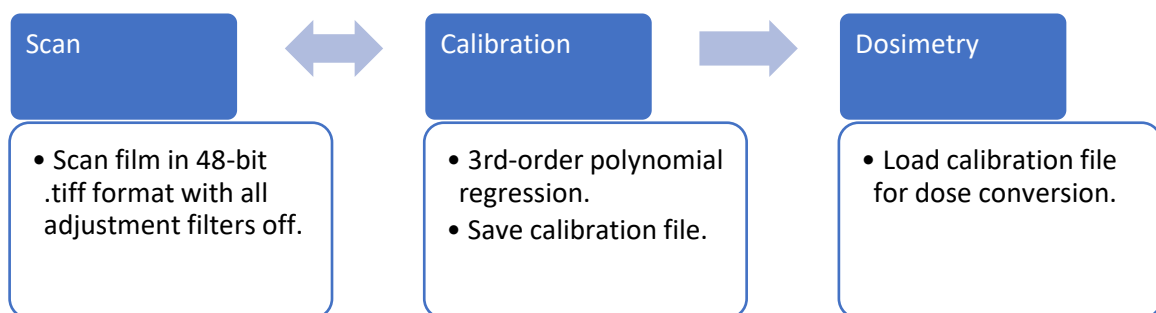 Scan
• Scan film in 48-bit
.tiff format with all
adjustment filters off.
Calibration
• 3rd-order polynomial
regression.
• Save calibration file.
Dosimetry
• Load calibration file
for dose conversion.